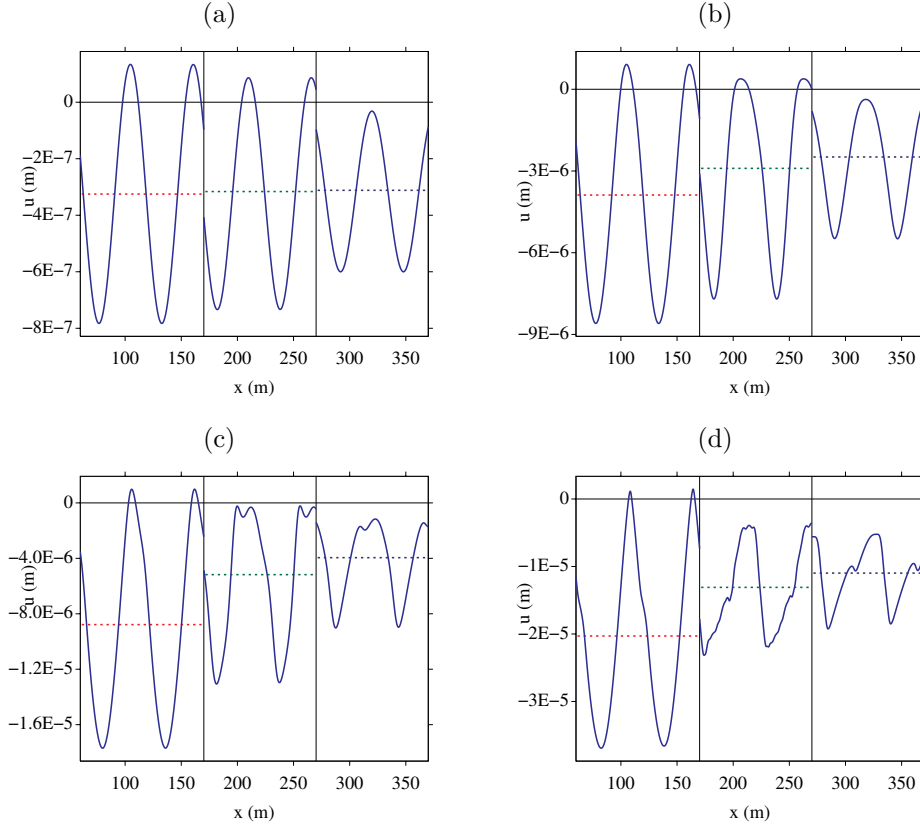 (a)
(b)
0
−2E−7
−4E−7
−6E−7
−8E−7
u (m)
100 150 200 250 300 350
x (m)
0
−3E−6
−6E−6
−9E−6
u (m)
100 150 200 250 300 350
x (m)
(c)
(d)
0
−4.0E−6
−8.0E−6
−1.2E−5
−1.6E−5
u (m)
100 150 200 250 300 350
x (m)
0
−1E−5
−2E−5
−3E−5
u (m)
100 150 200 250 300 350
x (m)